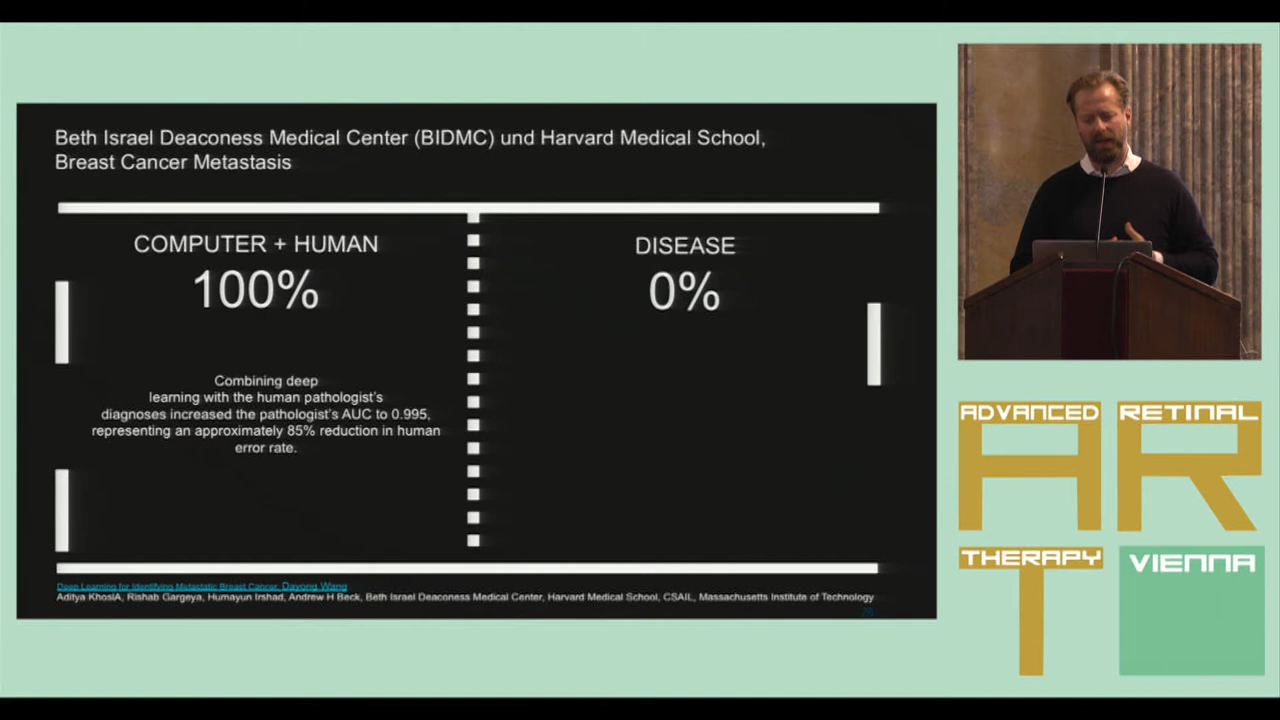 Beth Israel Deaconess Medical Center (BIDMC) und Harvard Medical School,
Breast Cancer Metastasis
COMPUTER + HUMAN
100%
DISEASE
0%
Combining deep
learning with the human pathologist's
diagnoses increased the pathologist's AUC to 0.995,
representing an approximately 85% reduction in human
error rate.
Deep Learning for Identifying Metastatic Breast Cancer, Dayong Wang
Aditya KhoslA, Rishab Gargeya, Humayun Irshad, Andrew H Beck, Beth Israel Deaconess Medical Center, Harvard Medical School, CSAIL, Massachusetts Institute of Technology
26
ADVANCED
RETINAL
THERAPY
VIENNA
A
R
T